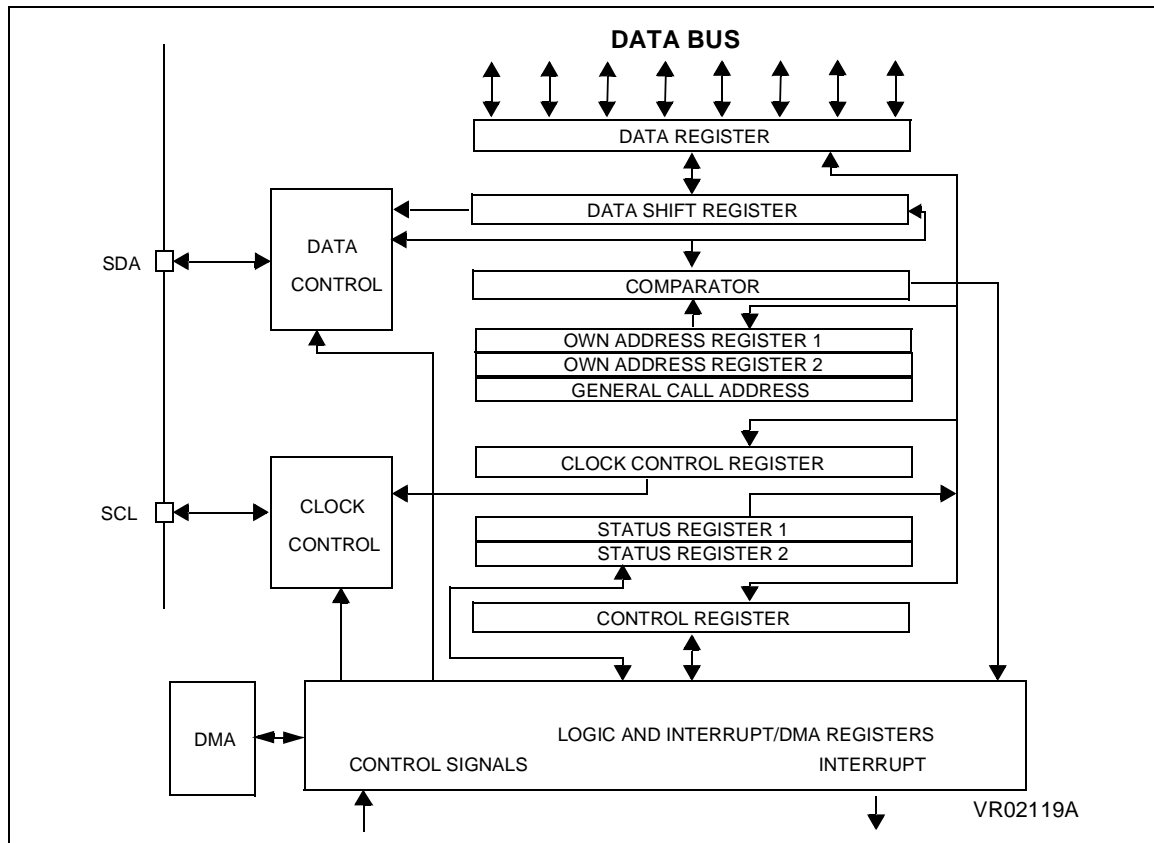 DATA BUS
DATA REGISTER
DATA SHIFT REGISTER
DATA
CONTROL
SDA
COMPARATOR
OWN ADDRESS REGISTER 1
OWN ADDRESS REGISTER 2
GENERAL CALL ADDRESS
CLOCK CONTROL REGISTER
CLOCK
CONTROL
SCL
STATUS REGISTER 1
STATUS REGISTER 2
CONTROL REGISTER
DMA
LOGIC AND INTERRUPT/DMA REGISTERS
CONTROL SIGNALS
INTERRUPT
VR02119A